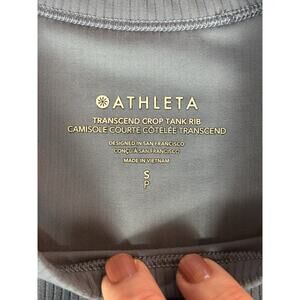 ATHLETA
TRANSCEND CROP TANK RIB
CAMISOLE COURTE CÔTELÉE TRANSCEND
DESIGNED IN SAN FRANCISCO
CONÇU À SAN FRANCISCO
MADE IN VIETNAM
S
P